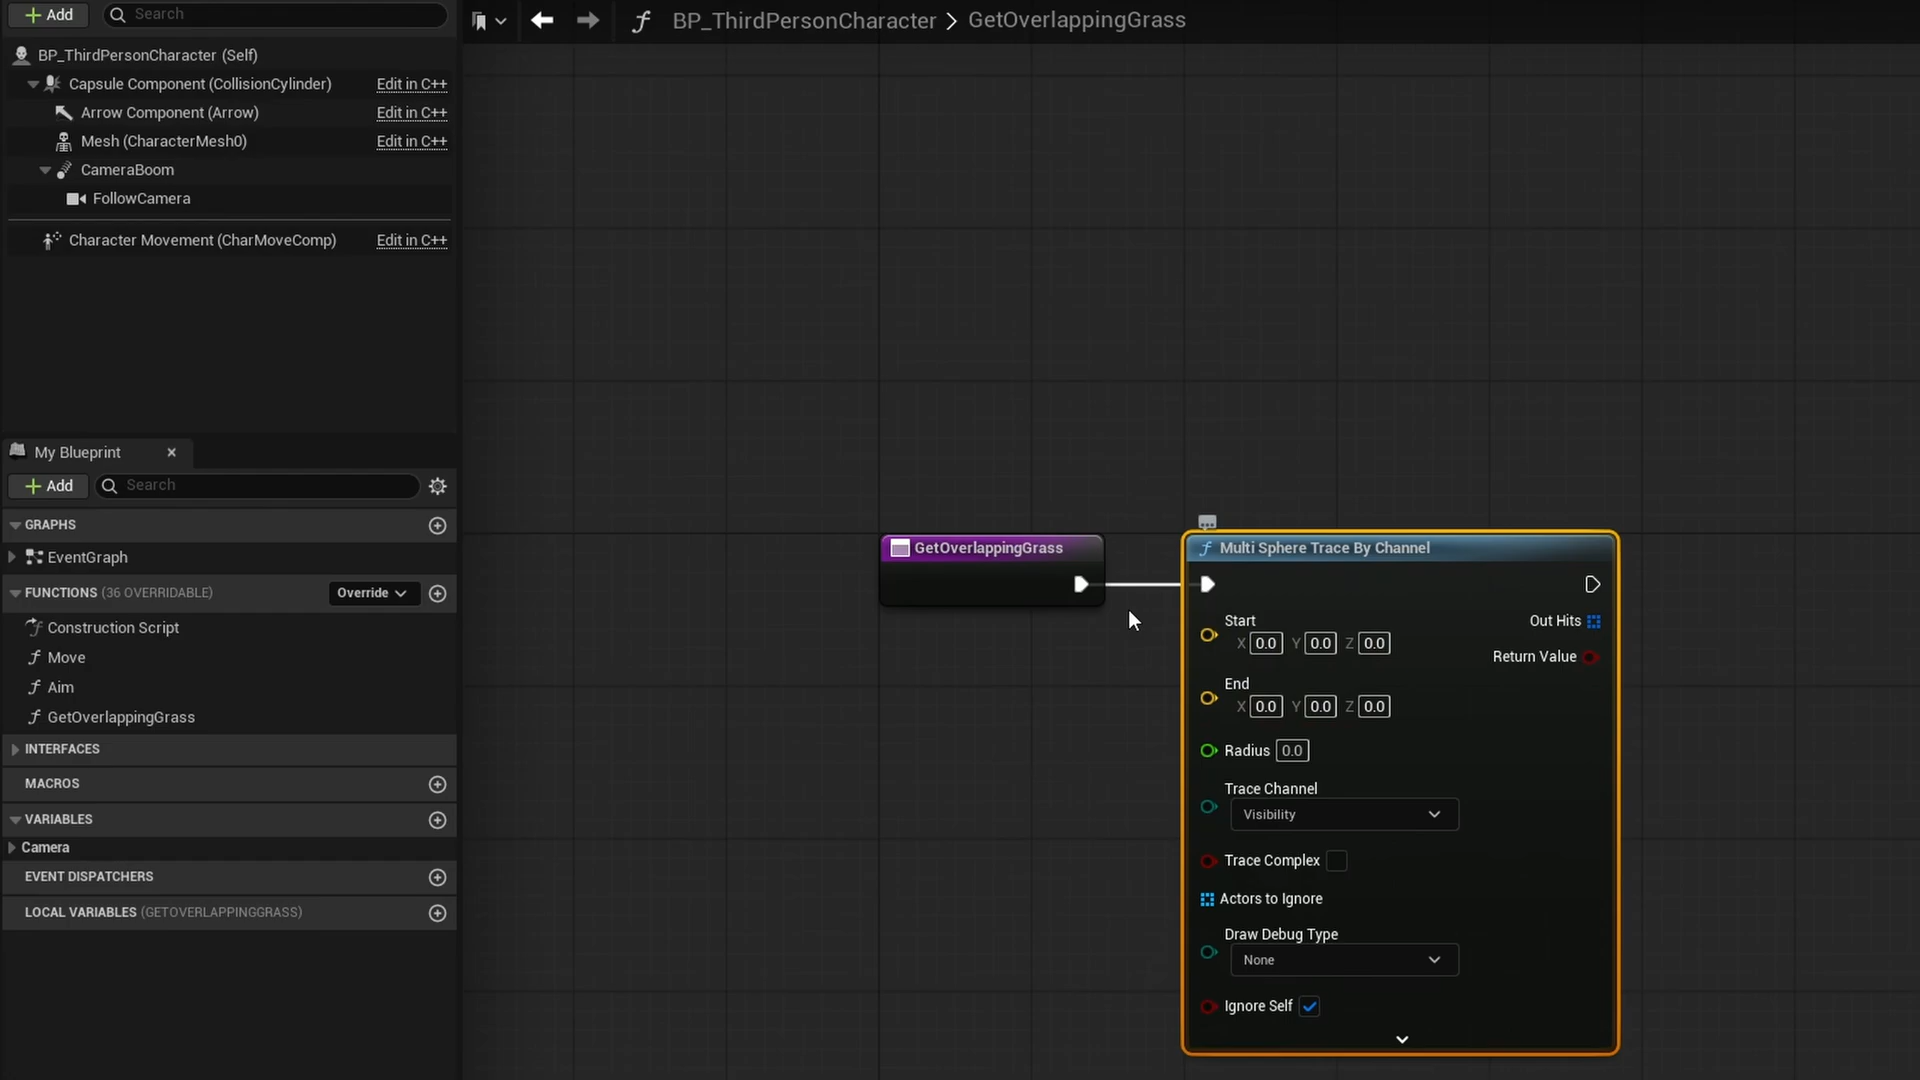 Add
Search
BP_ThirdPersonCharacter > GetOverlappingGrass
BP_ThirdPersonCharacter (Self)
Capsule Component (CollisionCylinder) Edit in C++
Arrow Component (Arrow) Edit in C++
Mesh (CharacterMesh0) Edit in C++
CameraBoom
FollowCamera
Character Movement (CharMoveComp) Edit in C++
My Blueprint
Add
Search
GRAPHS
EventGraph
FUNCTIONS (36 OVERRIDABLE) Override
Construction Script
Move
Aim
GetOverlappingGrass
INTERFACES
MACROS
VARIABLES
Camera
EVENT DISPATCHERS
LOCAL VARIABLES (GETOVERLAPPINGGRASS)
GetOverlappingGrass
Multi Sphere Trace By Channel
Start
X 0.0 Y 0.0 Z 0.0
Out Hits
Return Value
End
X 0.0 Y 0.0 Z 0.0
Radius 0.0
Trace Channel
Visibility
Trace Complex
Actors to Ignore
Draw Debug Type
None
Ignore Self